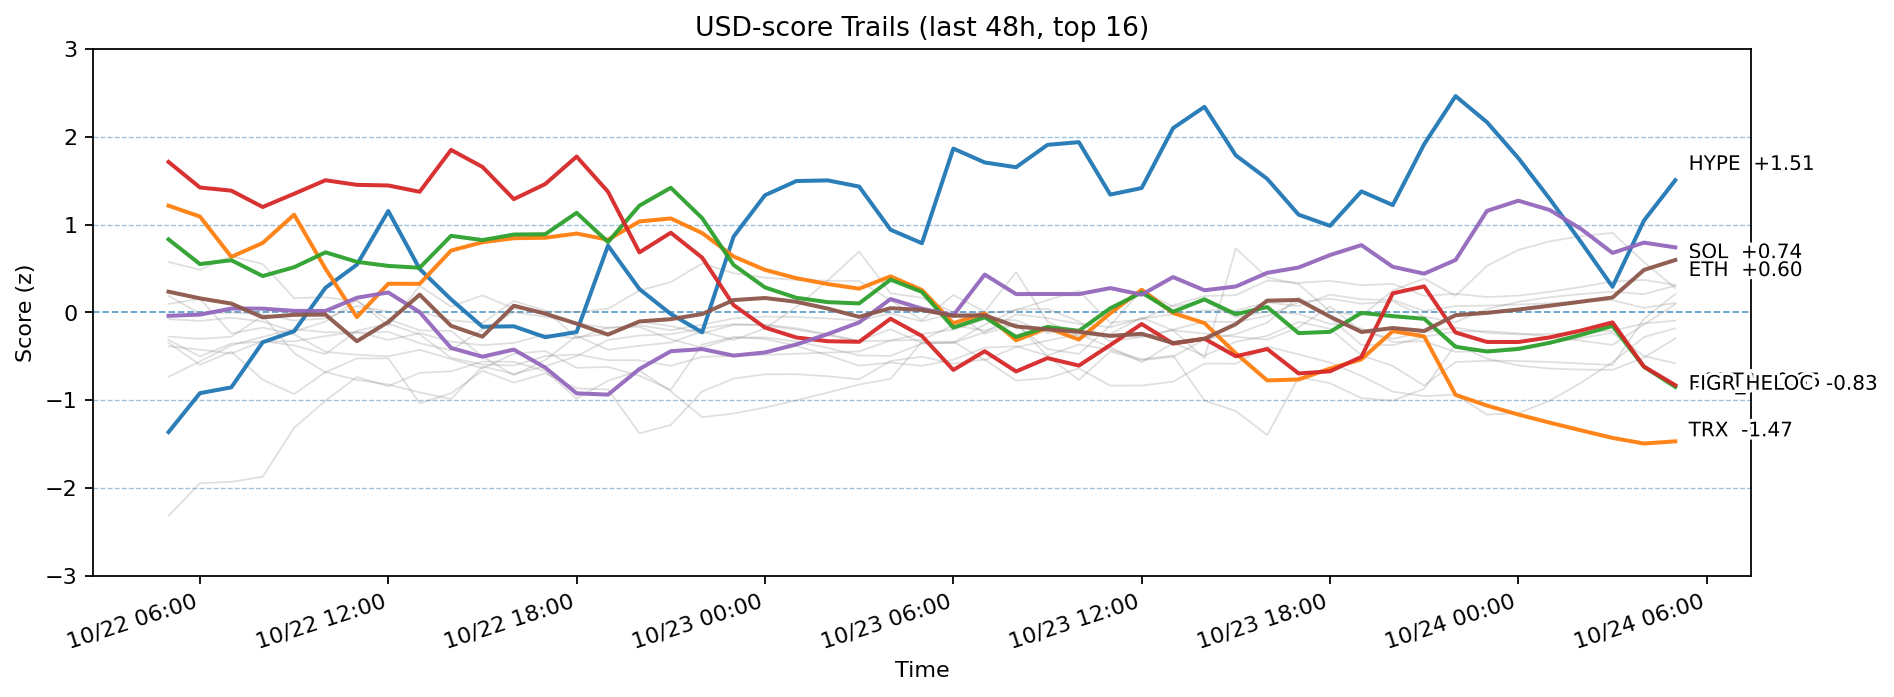 USD-score Trails (last 48h, top 16)
Score (z)
3
2
1
0
−1
−2
−3
HYPE +1.51
SOL +0.74
ETH +0.60
FIGR_HELOC -0.83
TRX -1.47
10/22 06:00
10/22 12:00
10/22 18:00
10/23 00:00
10/23 06:00
10/23 12:00
10/23 18:00
10/24 00:00
10/24 06:00
Time